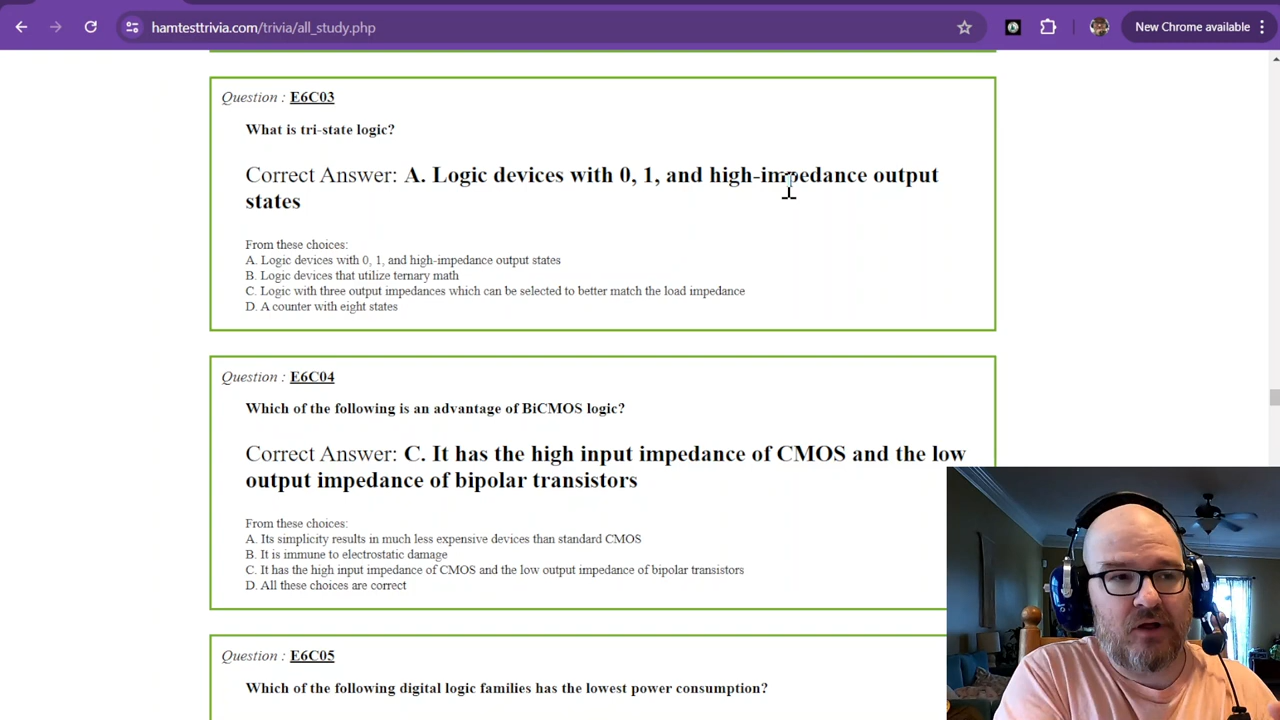 hamtesttrivia.com/trivia/all_study.php
New Chrome available
Question : E6C03
What is tri-state logic?
Correct Answer: A. Logic devices with 0, 1, and high-impedance output
states
From these choices:
A. Logic devices with 0, 1, and high-impedance output states
B. Logic devices that utilize ternary math
C. Logic with three output impedances which can be selected to better match the load impedance
D. A counter with eight states
Question : E6C04
Which of the following is an advantage of BiCMOS logic?
Correct Answer: C. It has the high input impedance of CMOS and the low
output impedance of bipolar transistors
From these choices:
A. Its simplicity results in much less expensive devices than standard CMOS
B. It is immune to electrostatic damage
C. It has the high input impedance of CMOS and the low output impedance of bipolar transistors
D. All these choices are correct
Question : E6C05
Which of the following digital logic families has the lowest power consumption?